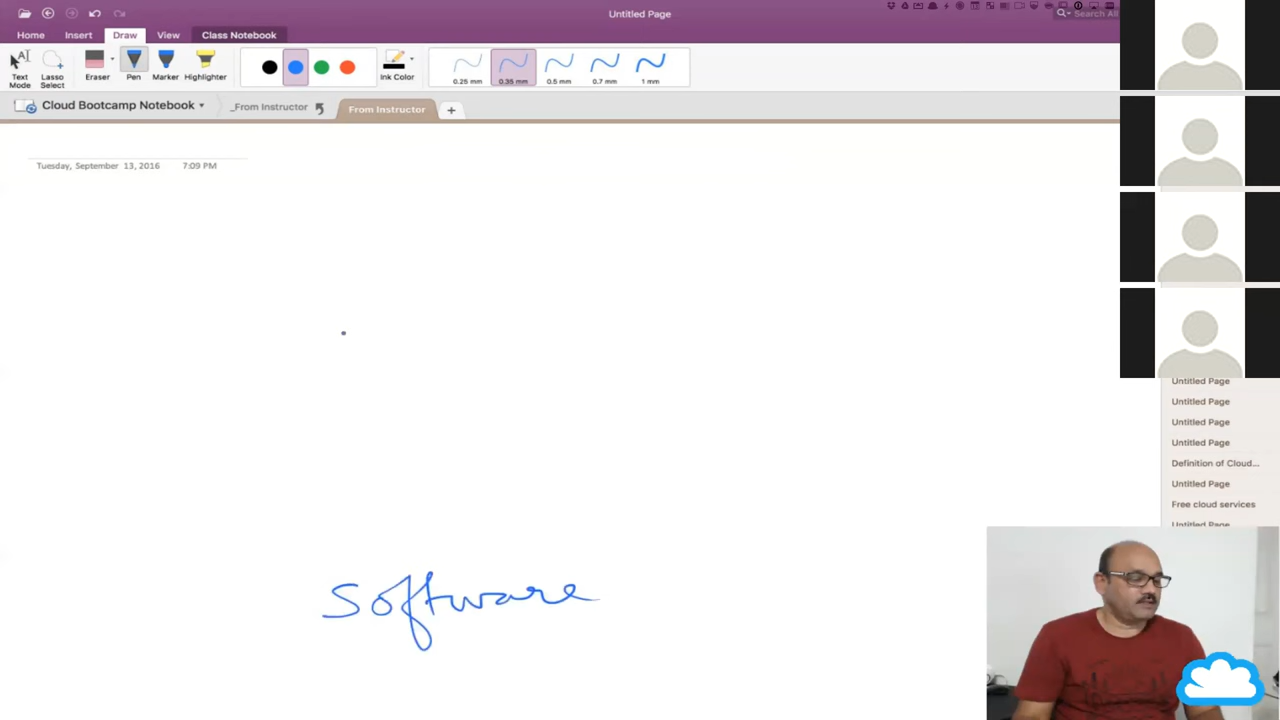 Untitled Page
Search All
Home Insert Draw View Class Notebook
Text Mode
Lasso Select
Eraser
Pen
Marker
Highlighter
Ink Color
0.25 mm
0.35 mm
0.5 mm
0.7 mm
1 mm
Cloud Bootcamp Notebook
_From Instructor
From Instructor
Tuesday, September 13, 2016 7:09 PM
Untitled Page
Untitled Page
Untitled Page
Untitled Page
Definition of Cloud...
Untitled Page
Free cloud services
Untitled Page
Software